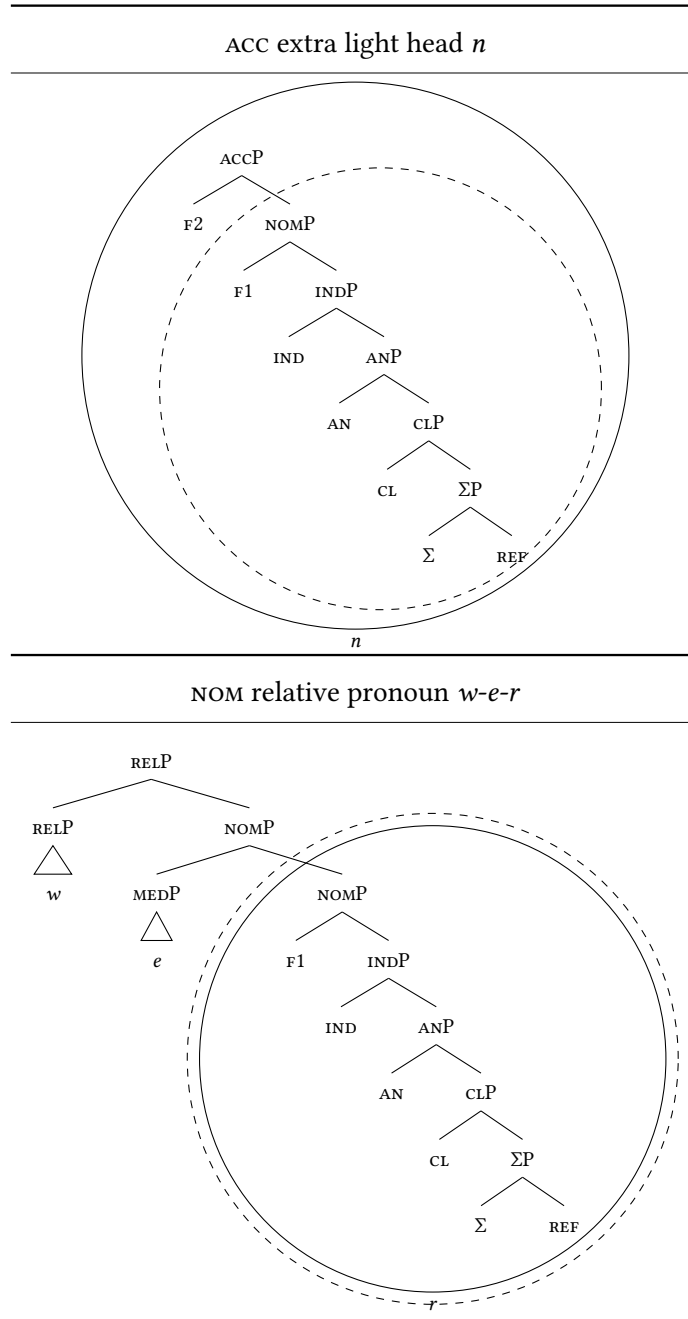 ACC extra light head n
ACCP
F2 NOMP
F1 INDP
IND ANP
AN CLP
CL ΣP
Σ REF
n
NOM relative pronoun w-e-r
RELP
RELP NOMP
w MEDP NOMP
e F1 INDP
IND ANP
AN CLP
CL ΣP
Σ REF
r